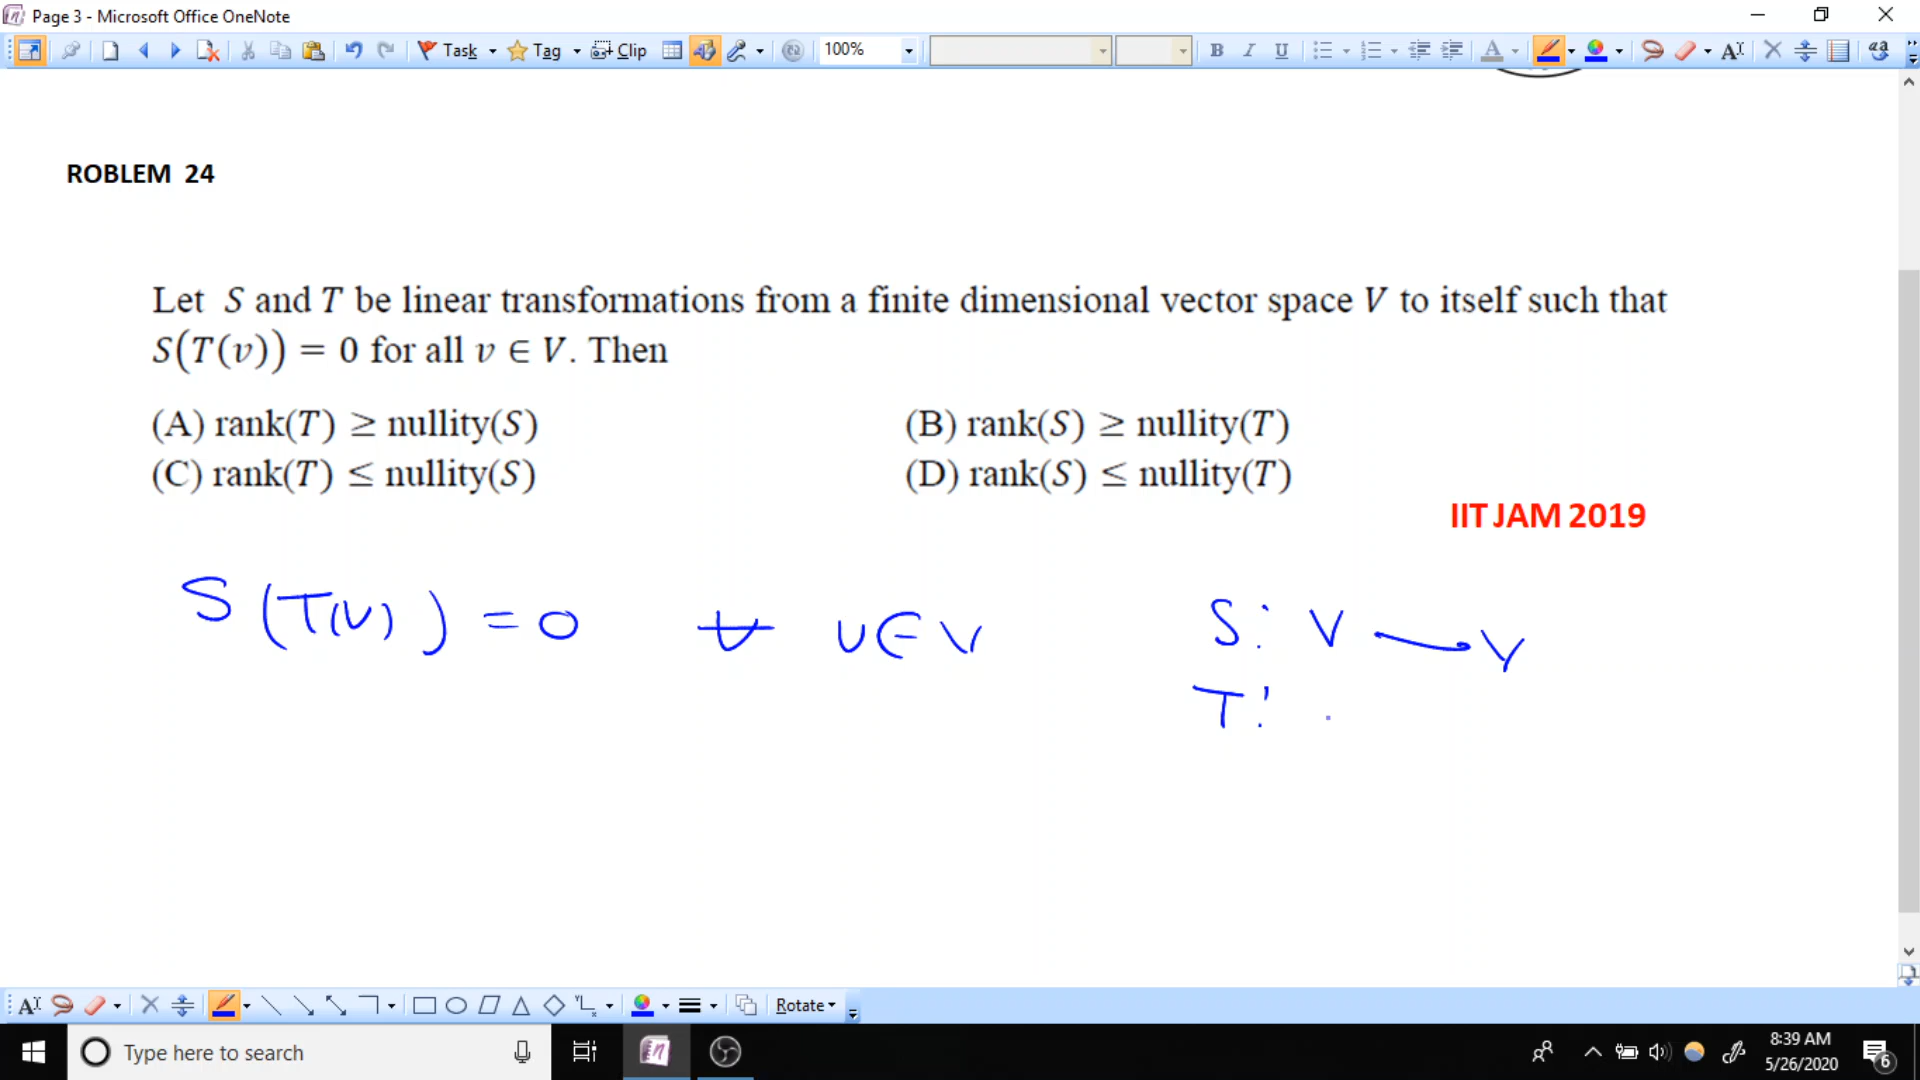 Page 3 - Microsoft Office OneNote
Task Tag Clip 100% B I U A
ROBLEM 24
Let S and T be linear transformations from a finite dimensional vector space V to itself such that
S(T(v)) = 0 for all v ∈ V. Then
(A) rank(T) ≥ nullity(S) (B) rank(S) ≥ nullity(T)
(C) rank(T) ≤ nullity(S) (D) rank(S) ≤ nullity(T)
IIT JAM 2019
S (T(v)) = 0 ∀ v∈V S: V → V
T:
Rotate
Type here to search
8:39 AM
5/26/2020
6